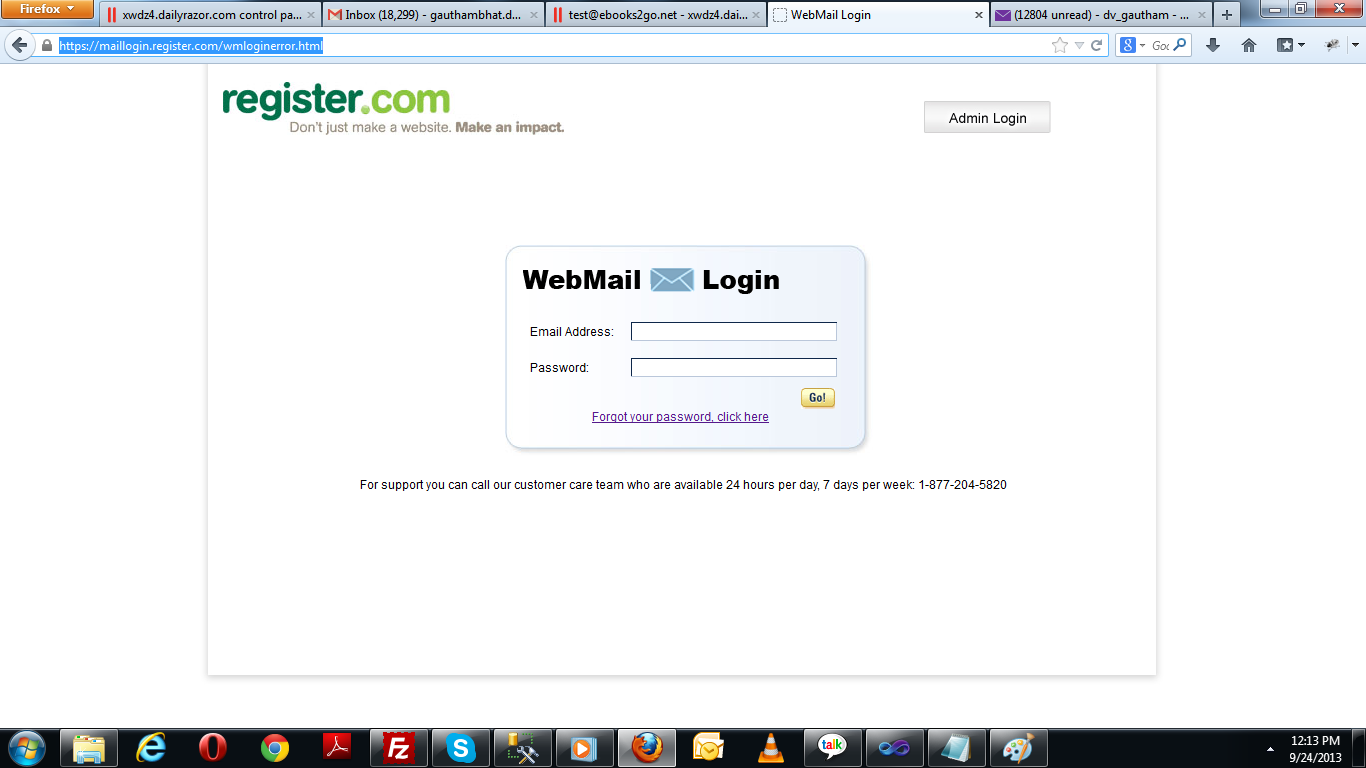 Firefox
xwdz4.dailyrazor.com control pa...
Inbox (18,299) - gauthambhat.d...
test@ebooks2go.net - xwdz4.dai...
WebMail Login
(12804 unread) - dv_gautham - ...
https://maillogin.register.com/wmloginerror.html
8
Goo
register.com
Don't just make a website. Make an impact.
Admin Login
WebMail Login
Email Address:
Password:
Go!
Forgot your password, click here
For support you can call our customer care team who are available 24 hours per day, 7 days per week: 1-877-204-5820
Fz
S
talk
12:13 PM
9/24/2013